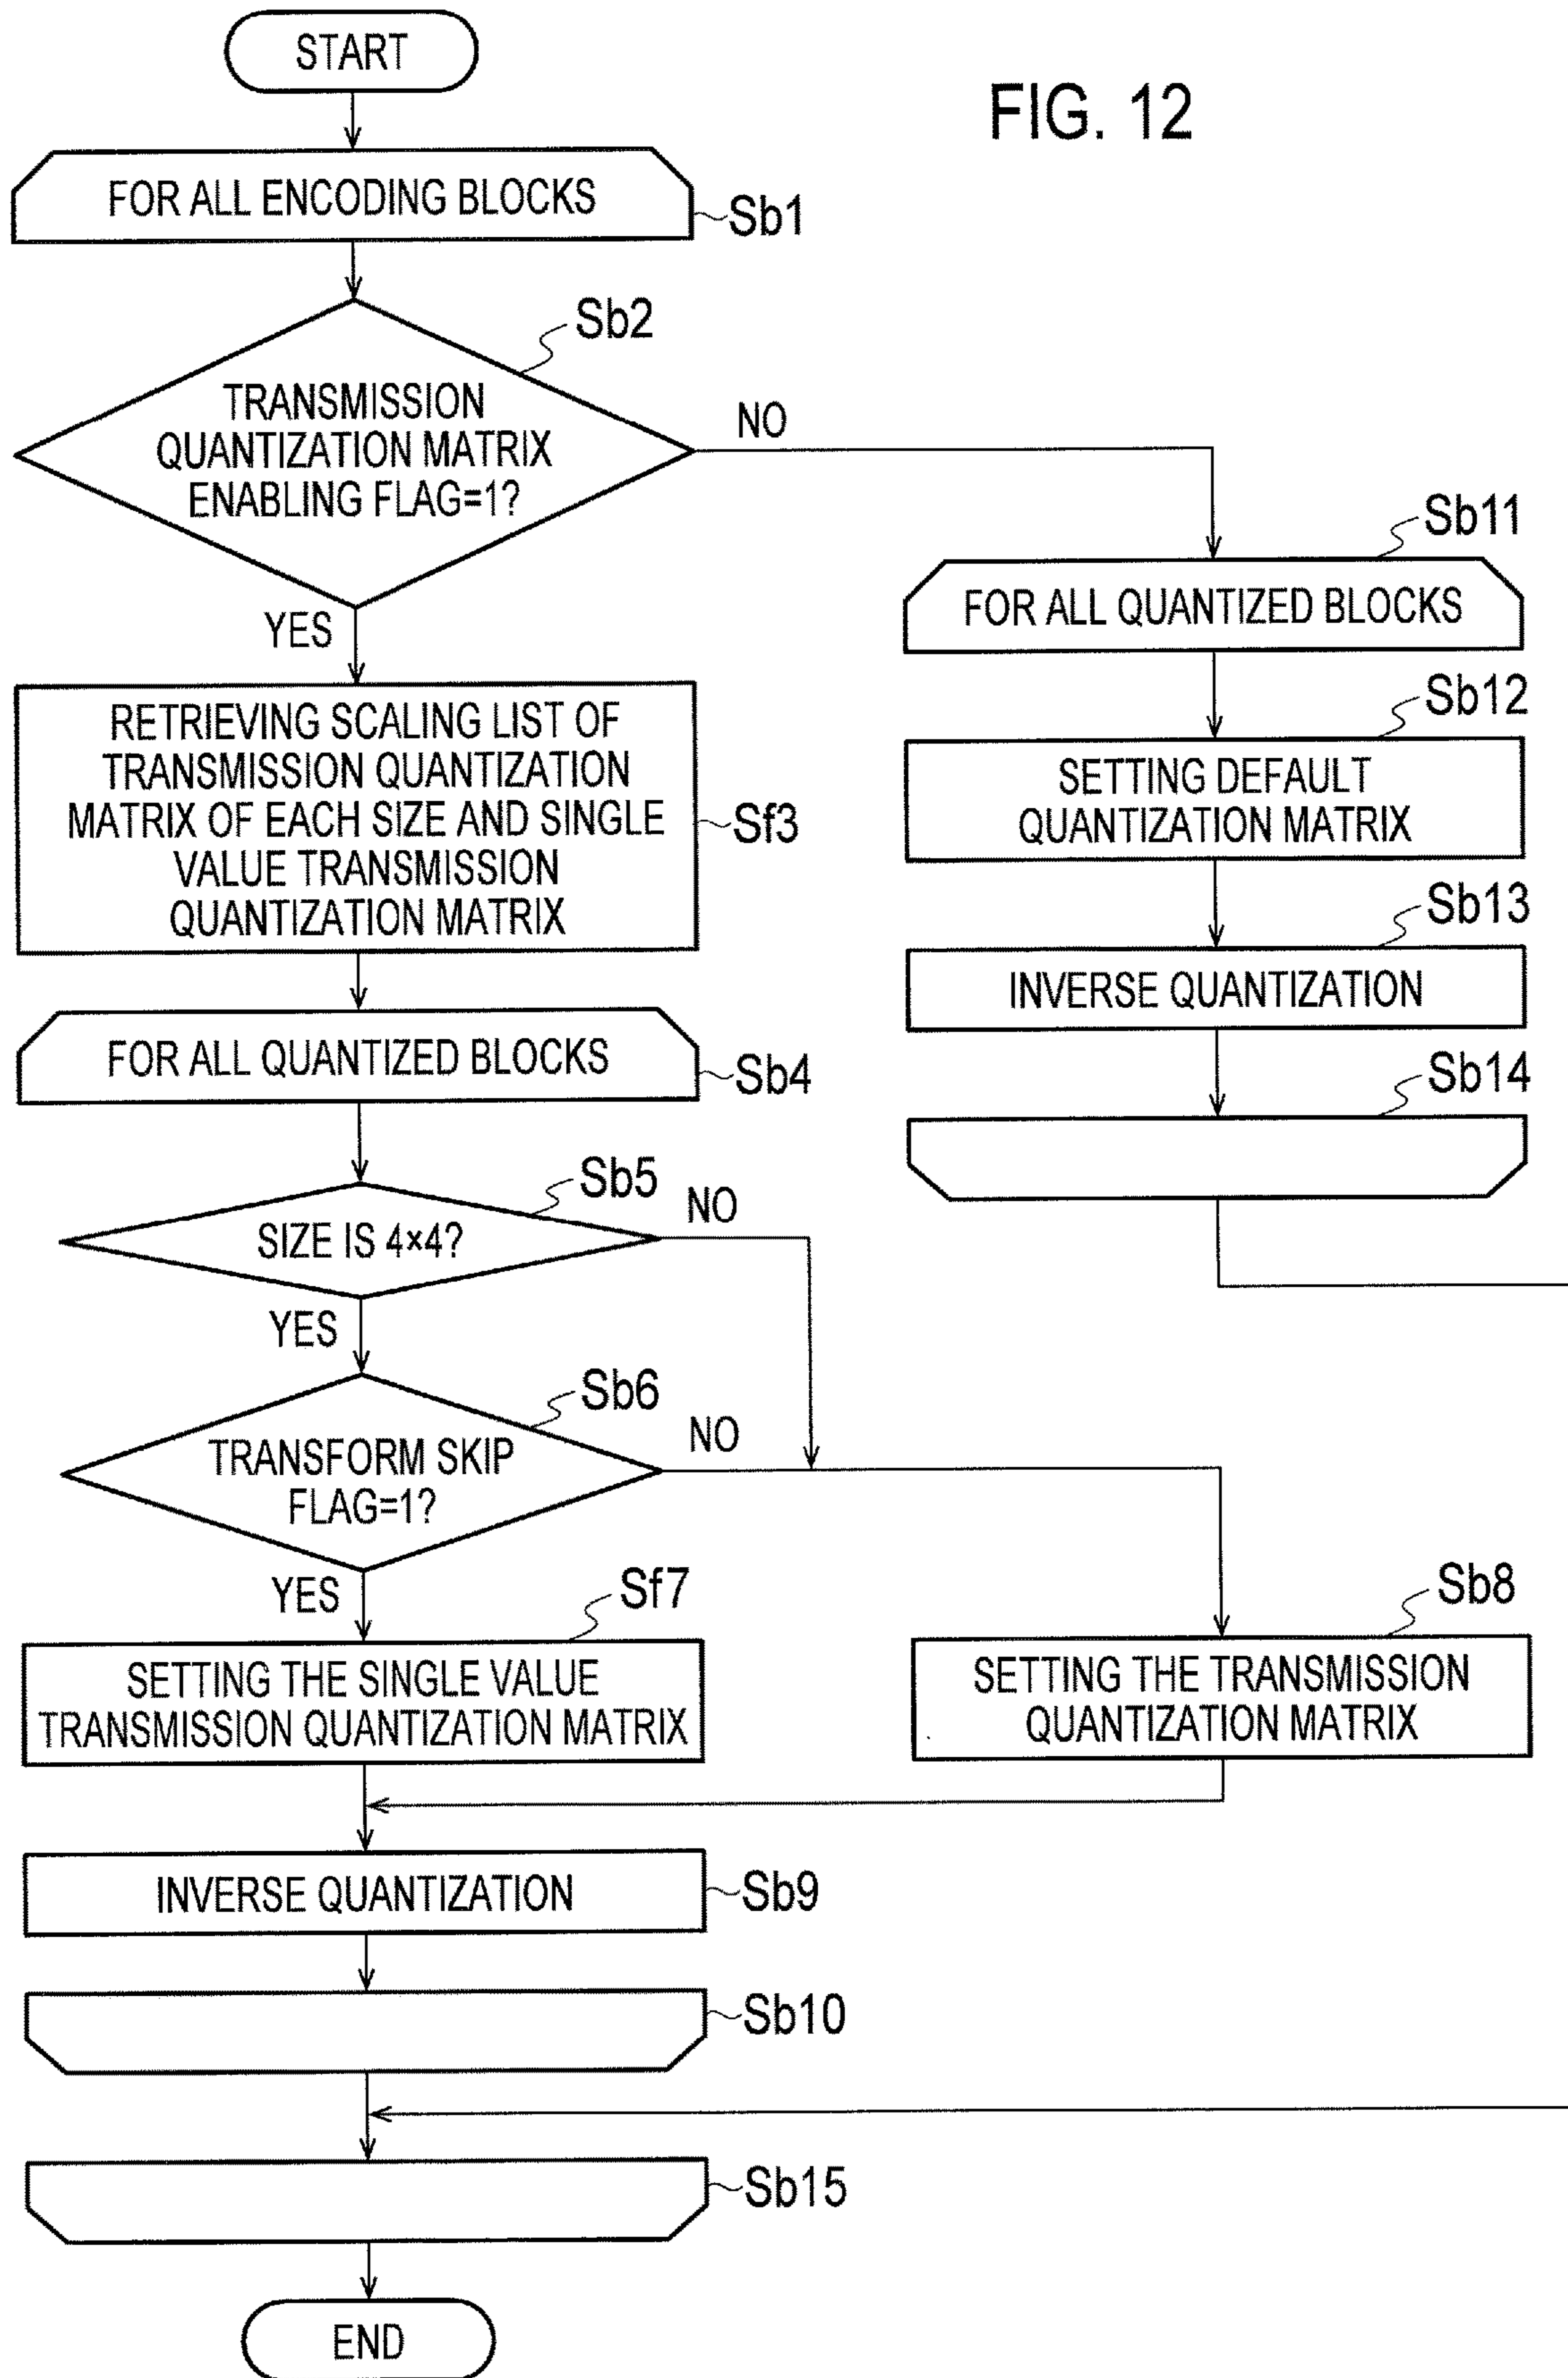 START
FIG. 12
FOR ALL ENCODING BLOCKS
Sb1
Sb2
TRANSMISSION
QUANTIZATION MATRIX
ENABLING FLAG=1?
NO
YES
Sb11
FOR ALL QUANTIZED BLOCKS
Sb12
SETTING DEFAULT
QUANTIZATION MATRIX
Sb13
INVERSE QUANTIZATION
Sb14
RETRIEVING SCALING LIST OF
TRANSMISSION QUANTIZATION
MATRIX OF EACH SIZE AND SINGLE
VALUE TRANSMISSION
QUANTIZATION MATRIX
Sf3
FOR ALL QUANTIZED BLOCKS
Sb4
Sb5
SIZE IS 4×4?
NO
YES
Sb6
TRANSFORM SKIP
FLAG=1?
NO
YES
Sf7
SETTING THE SINGLE VALUE
TRANSMISSION QUANTIZATION MATRIX
Sb8
SETTING THE TRANSMISSION
QUANTIZATION MATRIX
INVERSE QUANTIZATION
Sb9
Sb10
Sb15
END